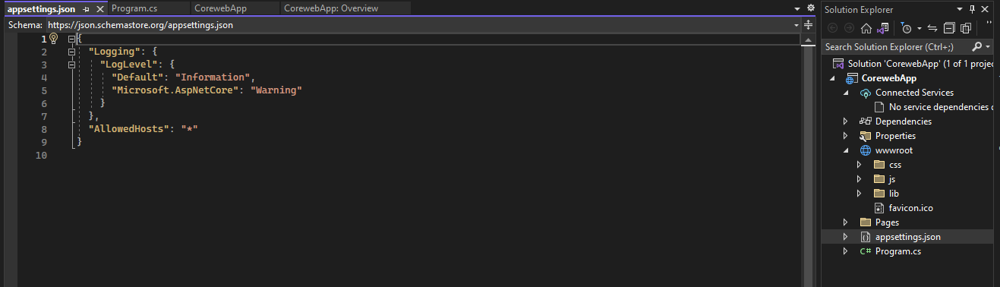 appsettings.json
Program.cs
CorewebApp
CorewebApp: Overview
Schema: https://json.schemastore.org/appsettings.json
1 {
2 "Logging": {
3 "LogLevel": {
4 "Default": "Information",
5 "Microsoft.AspNetCore": "Warning"
6 }
7 },
8 "AllowedHosts": "*"
9 }
10
Solution Explorer
Search Solution Explorer (Ctrl+;)
Solution 'CorewebApp' (1 of 1 projec
CorewebApp
Connected Services
No service dependencies
Dependencies
Properties
wwwroot
css
js
lib
favicon.ico
Pages
appsettings.json
C# Program.cs